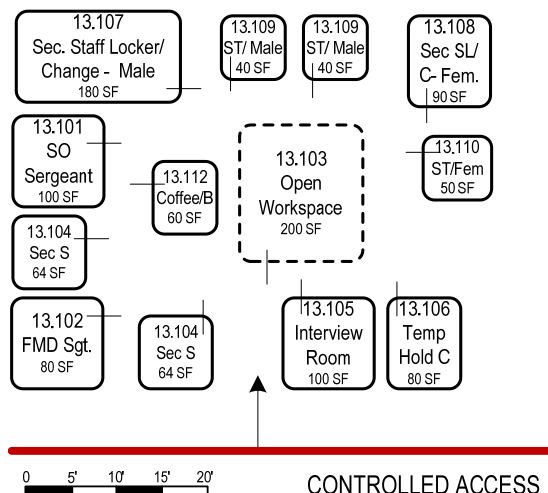 13.107
Sec. Staff Locker/
Change - Male
180 SF
13.109
ST/ Male
40 SF
13.109
ST/ Male
40 SF
13.108
Sec SL/
C- Fem.
90 SF
13.101
SO
Sergeant
100 SF
13.112
Coffee/B
60 SF
13.103
Open
Workspace
200 SF
13.110
ST/Fem
50 SF
13.104
Sec S
64 SF
13.102
FMD Sgt.
80 SF
13.104
Sec S
64 SF
13.105
Interview
Room
100 SF
13.106
Temp
Hold C
80 SF
0 5' 10' 15' 20'
CONTROLLED ACCESS